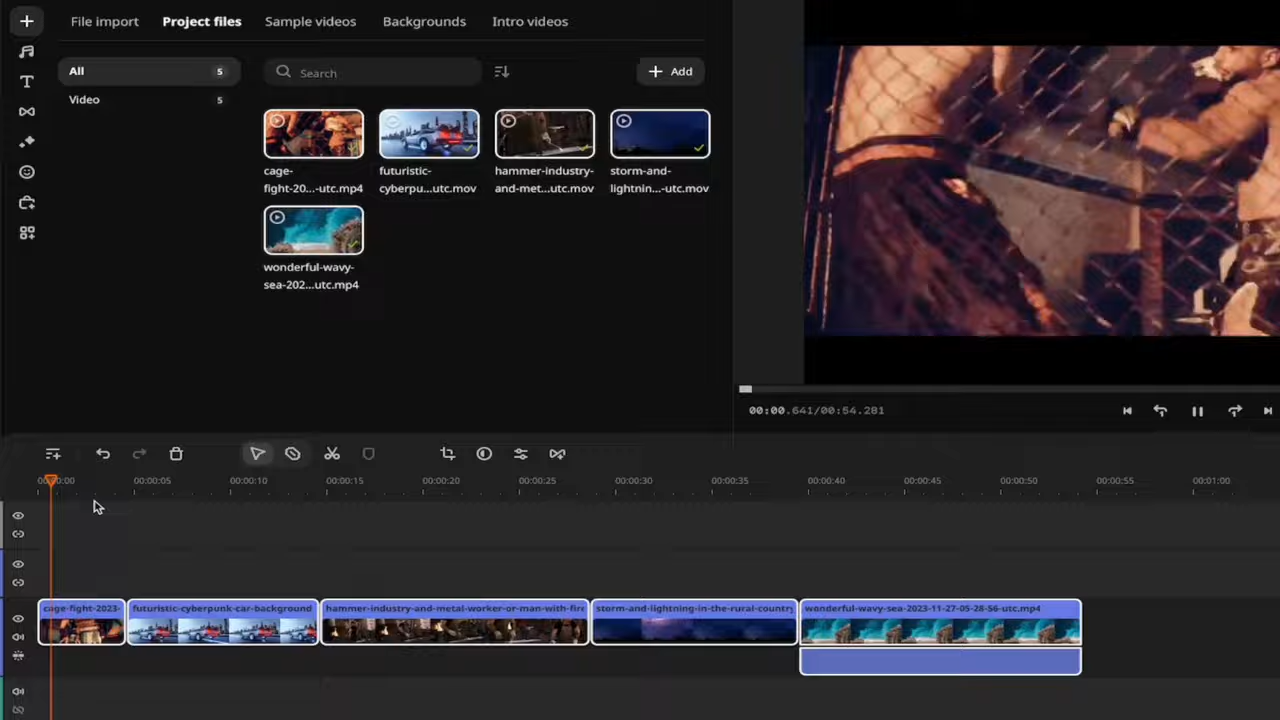 File import Project files Sample videos Backgrounds Intro videos
All 5 Search Add
Video 5
cage-
fight-20...-utc.mp4
futuristic-
cyberpu...utc.mov
hammer-industry-
and-met...utc.mov
storm-and-
lightnin...-utc.mov
wonderful-wavy-
sea-202...utc.mp4
00:00.641/00:54.281
00:00:05 00:00:10 00:00:15 00:00:20 00:00:25 00:00:30 00:00:35 00:00:40 00:00:45 00:00:50 00:00:55 00:01:00
cage-fight-2023- futuristic-cyberpunk-car-background hammer-industry-and-metal-worker-or-man-with-fire storm-and-lightning-in-the-rural-country wonderful-wavy-sea-2023-11-27-05-28-56-utc.mp4